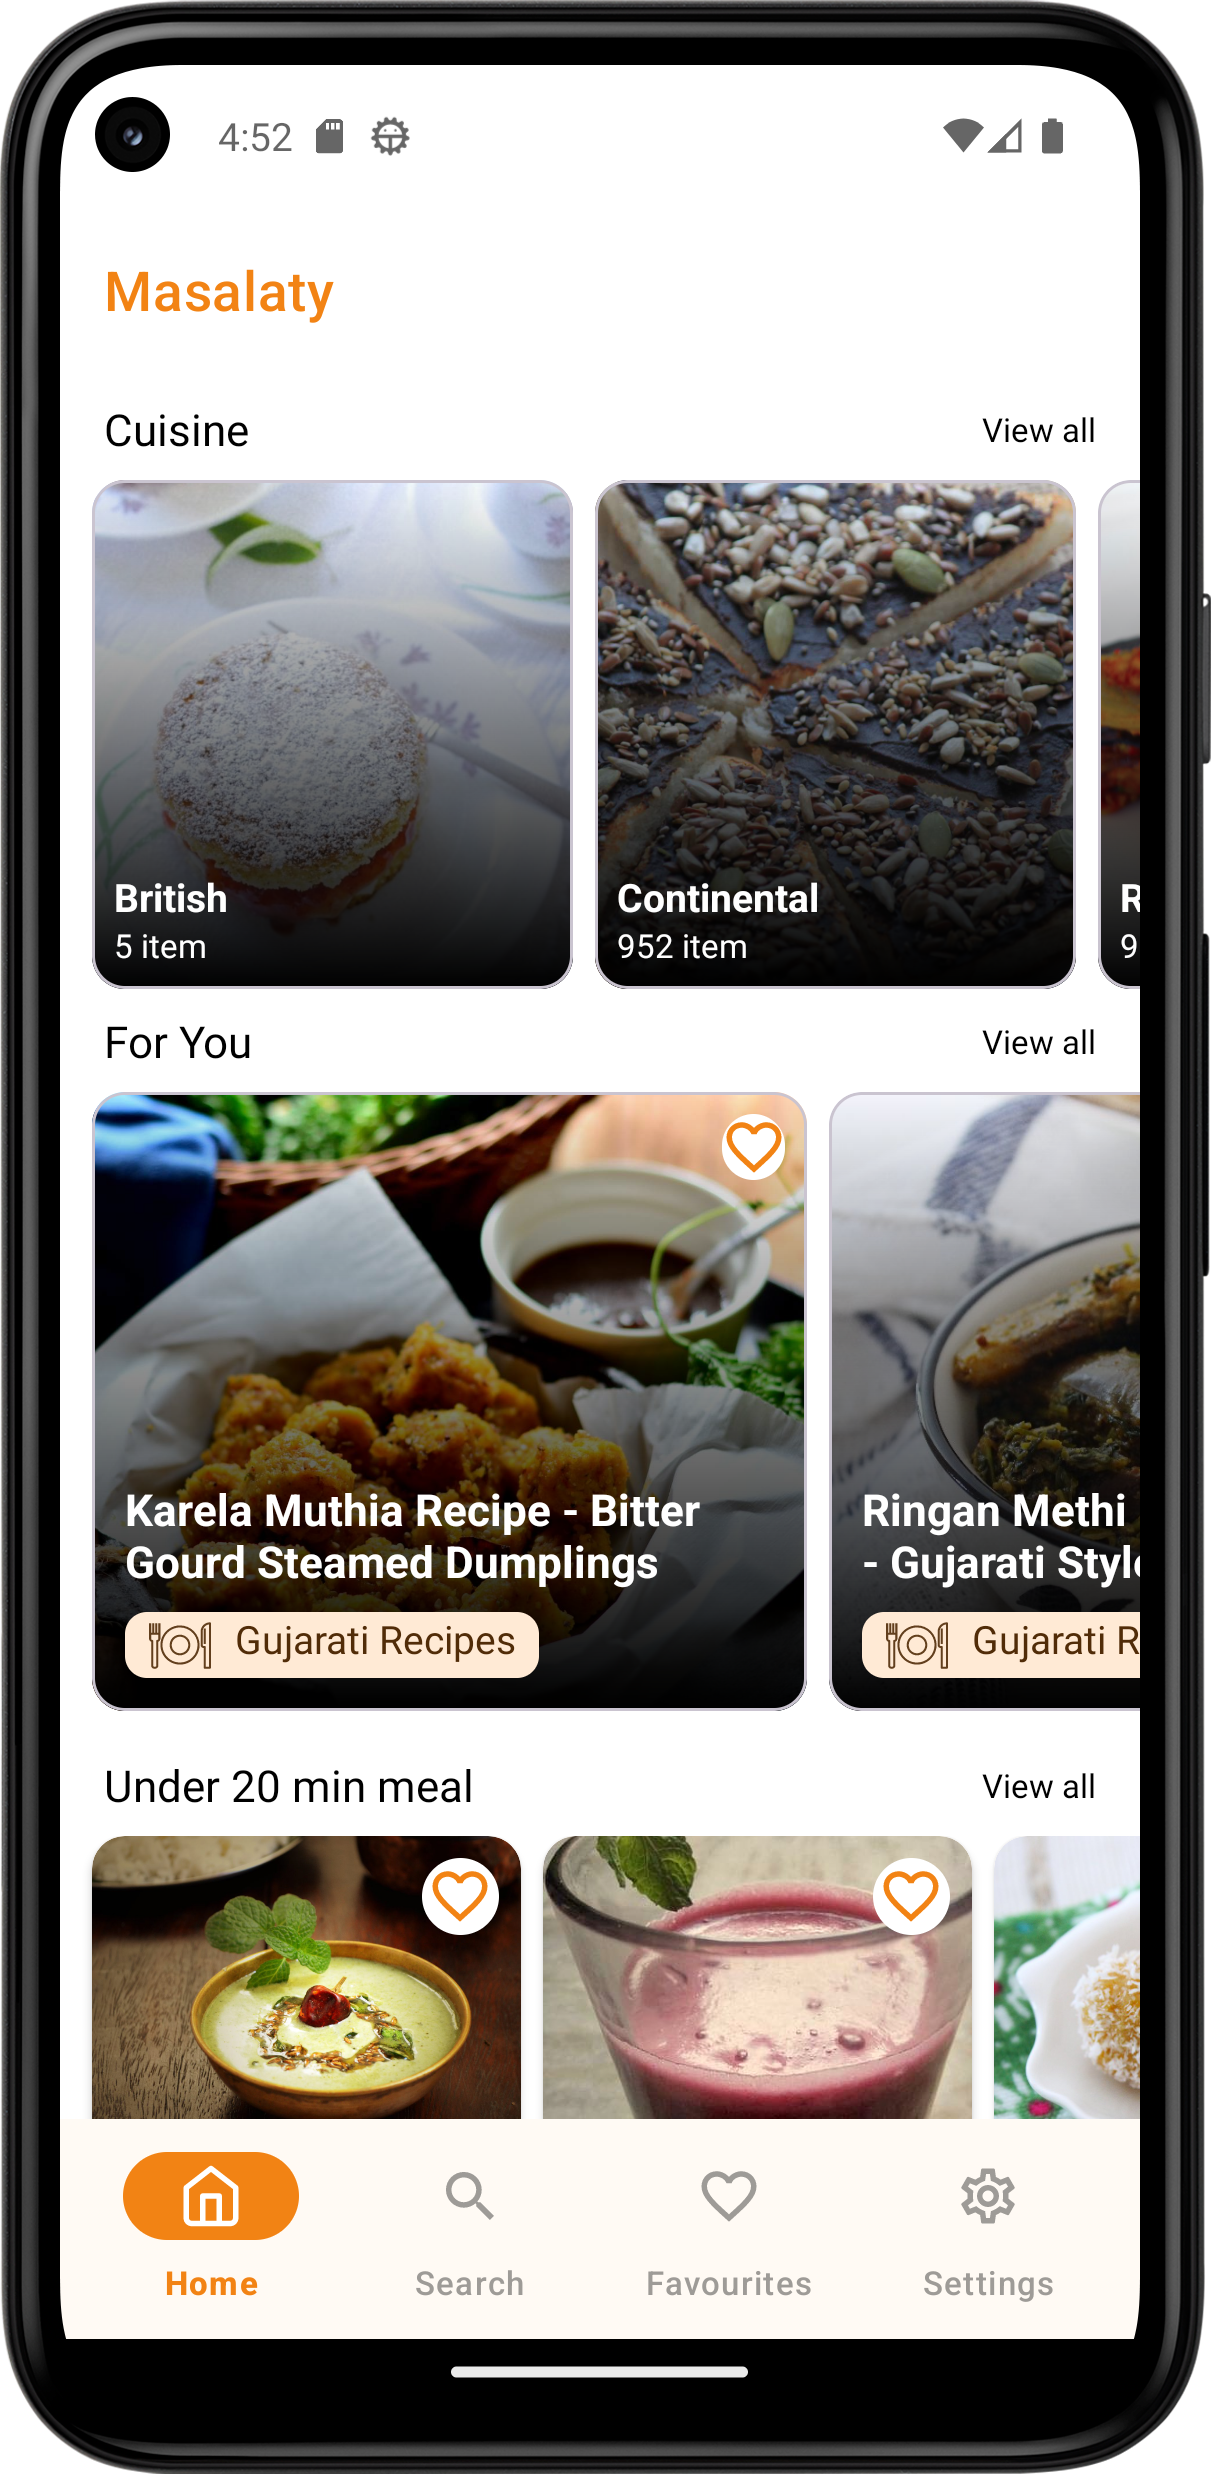 4:52
Masalaty
Cuisine View all
British
5 item
Continental
952 item
R
9
For You View all
Karela Muthia Recipe - Bitter
Gourd Steamed Dumplings
Gujarati Recipes
Ringan Methi
- Gujarati Style
Gujarati R
Under 20 min meal View all
Home Search Favourites Settings